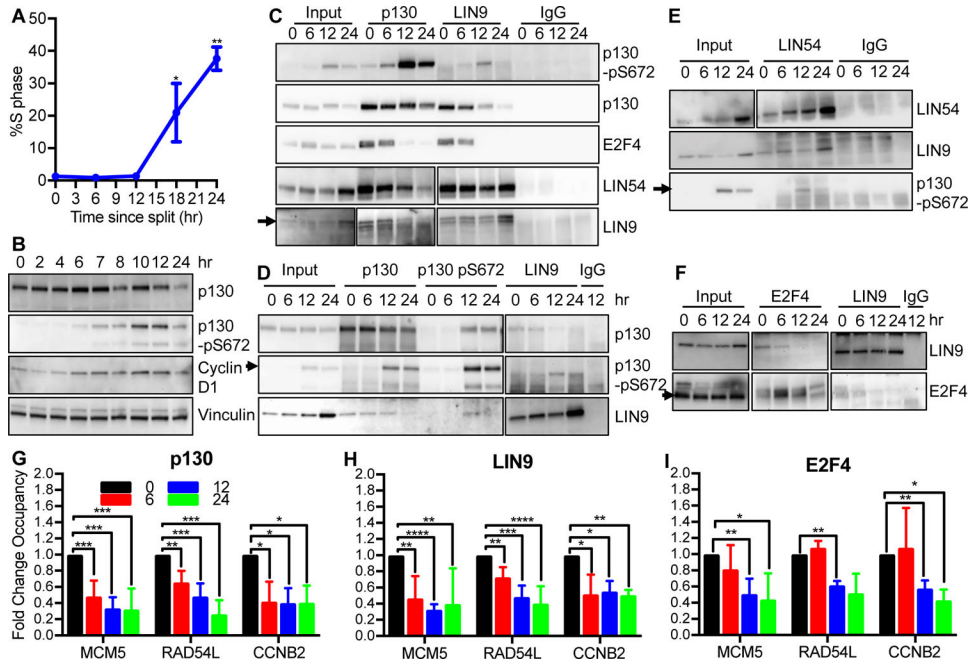 A
%S phase
50
40
30
20
10
0
*
**
0 3 6 9 12 15 18 21 24
Time since split (hr)
B
0 2 4 6 7 8 10 12 24 hr
p130
p130
-pS672
Cyclin
D1
Vinculin
C
Input p130 LIN9 IgG
0 6 12 24 0 6 12 24 0 6 12 24 0 6 12 24
p130
-pS672
p130
E2F4
LIN54
LIN9
D
Input p130 p130 pS672 LIN9 IgG
0 6 12 24 0 6 12 24 0 6 12 24 0 6 12 24 12 hr
p130
p130
-pS672
LIN9
E
Input LIN54 IgG
0 6 12 24 0 6 12 24 0 6 12 24
LIN54
LIN9
p130
-pS672
F
Input E2F4 LIN9 IgG
0 6 12 24 0 6 12 24 0 6 12 24 12
hr
LIN9
E2F4
G
p130
Fold Change Occupancy
2.0
1.8
1.6
1.4
1.2
1.0
0.8
0.6
0.4
0.2
0.0
0 12
6 24
*** *** *
*** *** *
*** ** *
MCM5 RAD54L CCNB2
H
LIN9
2.0
1.8
1.6
1.4
1.2
1.0
0.8
0.6
0.4
0.2
0.0
** **** **
**** *** *
** ** *
MCM5 RAD54L CCNB2
I
E2F4
2.0
1.8
1.6
1.4
1.2
1.0
0.8
0.6
0.4
0.2
0.0
* *
** ** **
MCM5 RAD54L CCNB2